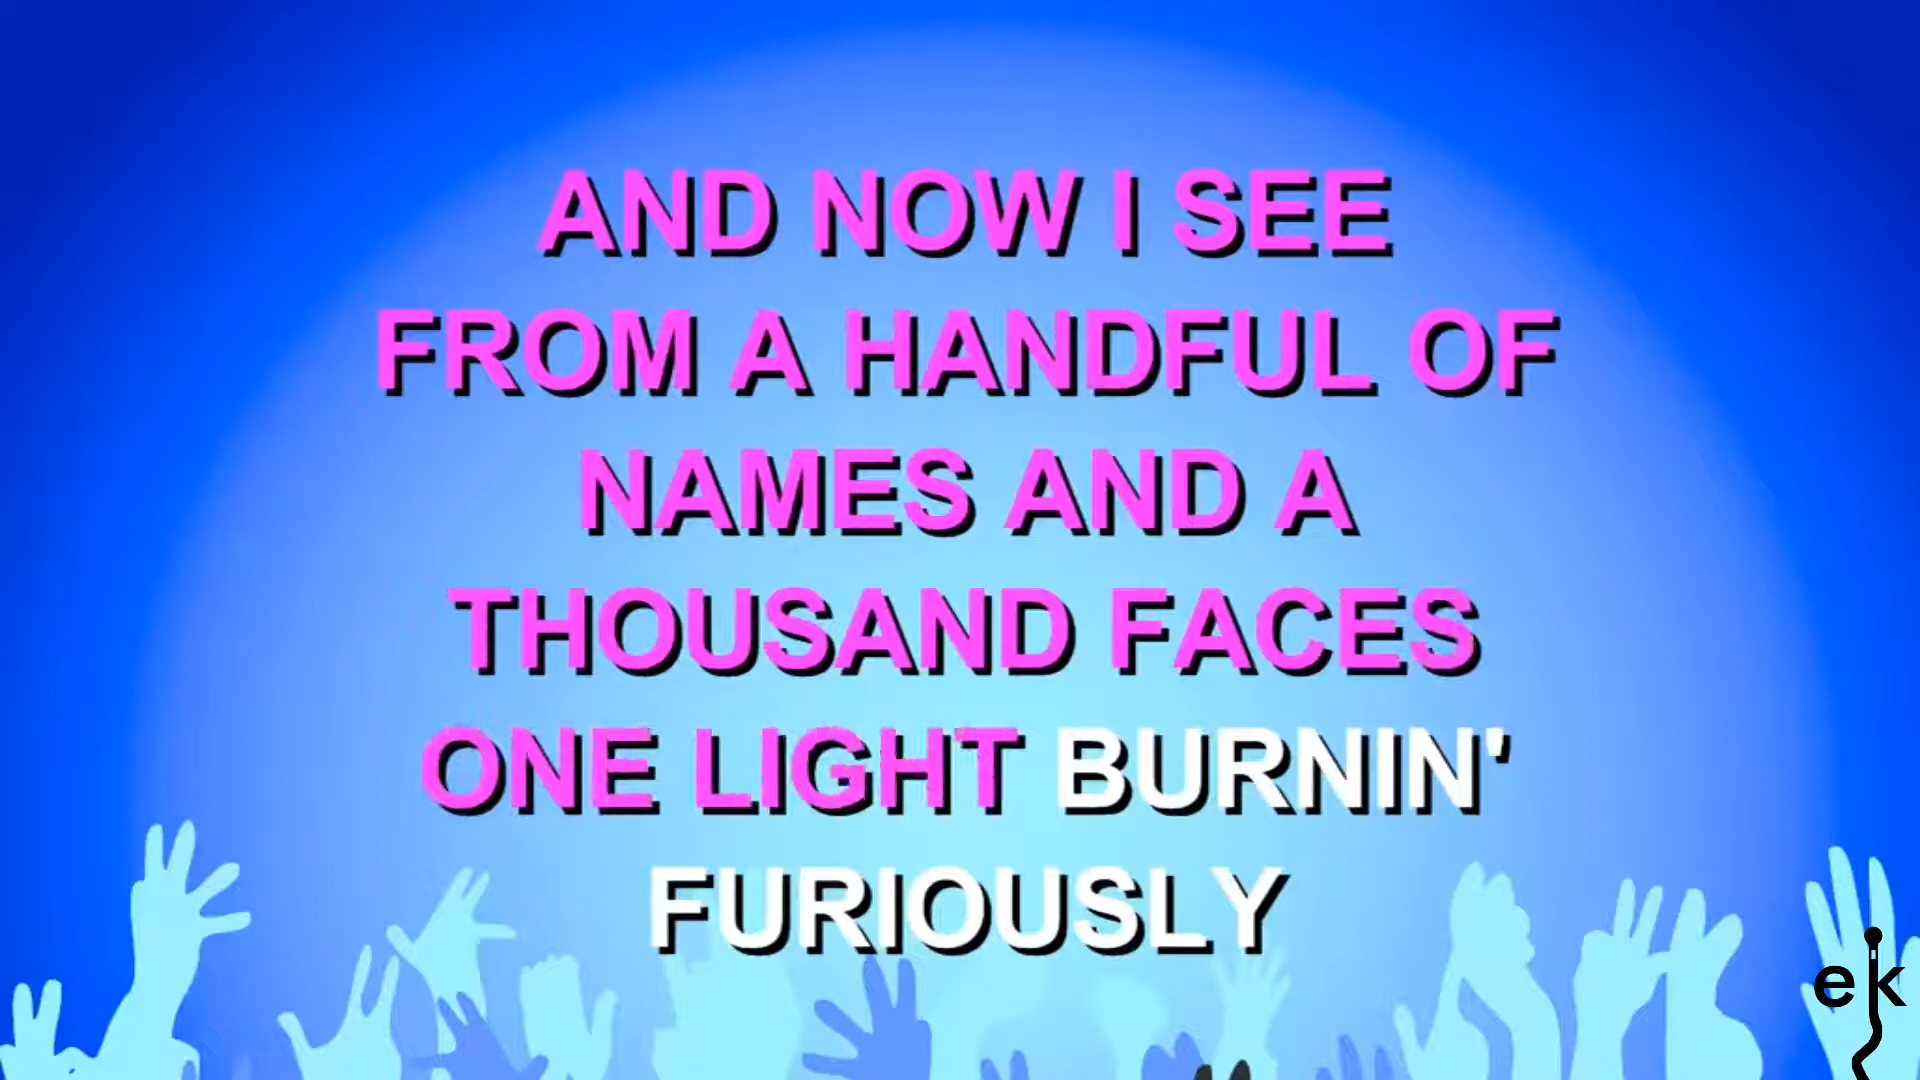 AND NOW I SEE
FROM A HANDFUL OF
NAMES AND A
THOUSAND FACES
ONE LIGHT BURNIN'
FURIOUSLY
ek